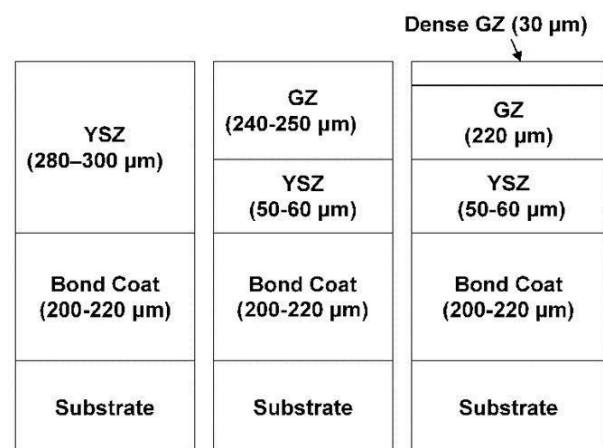 Dense GZ (30 µm)
YSZ
(280–300 µm)
Bond Coat
(200-220 µm)
Substrate
GZ
(240-250 µm)
YSZ
(50-60 µm)
Bond Coat
(200-220 µm)
Substrate
GZ
(220 µm)
YSZ
(50-60 µm)
Bond Coat
(200-220 µm)
Substrate